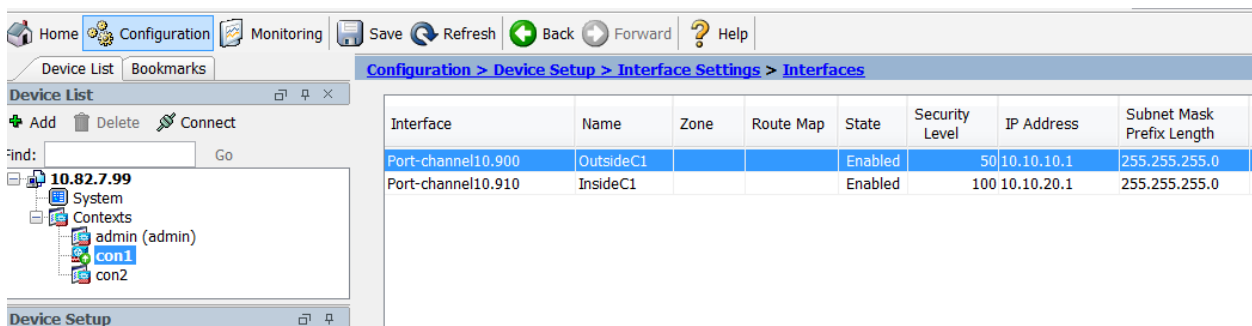 Home Configuration Monitoring Save Refresh Back Forward Help
Device List Bookmarks
Configuration > Device Setup > Interface Settings > Interfaces
Device List
Add Delete Connect
Find: Go
10.82.7.99
System
Contexts
admin (admin)
con1
con2
Device Setup
Interface Name Zone Route Map State Security Level IP Address Subnet Mask Prefix Length
Port-channel10.900 OutsideC1 Enabled 50 10.10.10.1 255.255.255.0
Port-channel10.910 InsideC1 Enabled 100 10.10.20.1 255.255.255.0